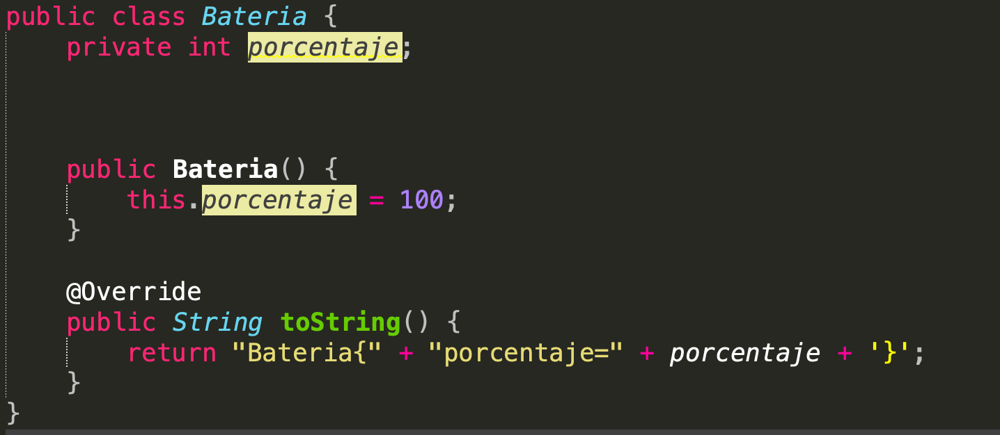 public class Bateria {
    private int porcentaje;
    public Bateria() {
        this.porcentaje = 100;
    }
    @Override
    public String toString() {
        return "Bateria{" + "porcentaje=" + porcentaje + '}';
    }
}